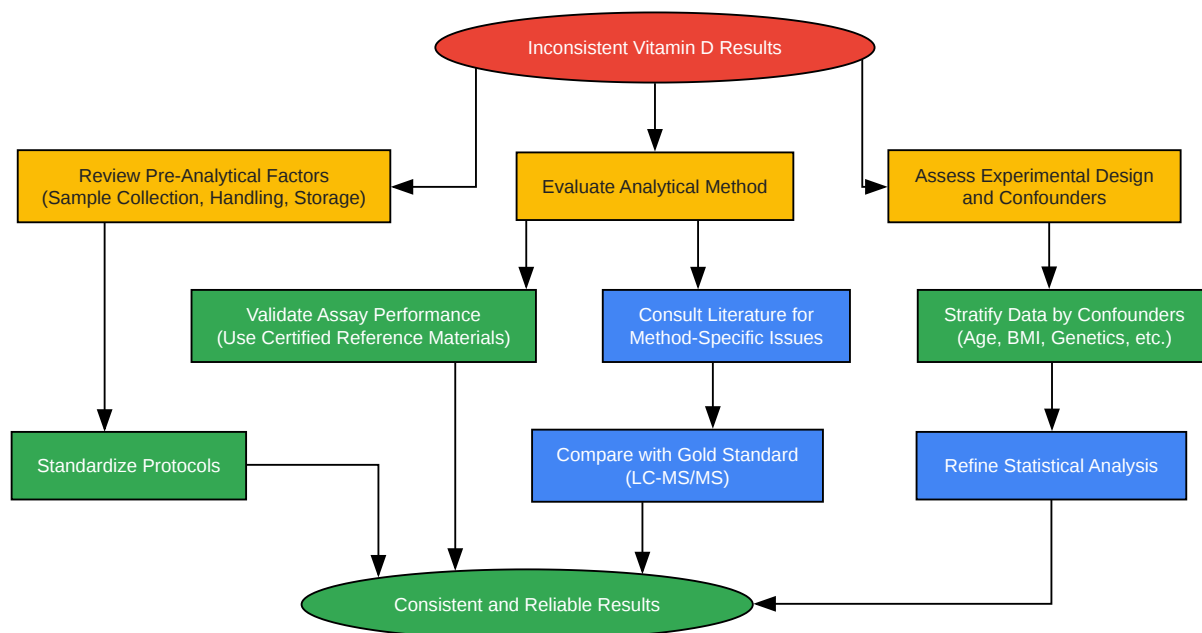 Inconsistent Vitamin D Results
Review Pre-Analytical Factors
(Sample Collection, Handling, Storage)
Evaluate Analytical Method
Assess Experimental Design
and Confounders
Validate Assay Performance
(Use Certified Reference Materials)
Consult Literature for
Method-Specific Issues
Stratify Data by Confounders
(Age, BMI, Genetics, etc.)
Standardize Protocols
Compare with Gold Standard
(LC-MS/MS)
Refine Statistical Analysis
Consistent and Reliable Results